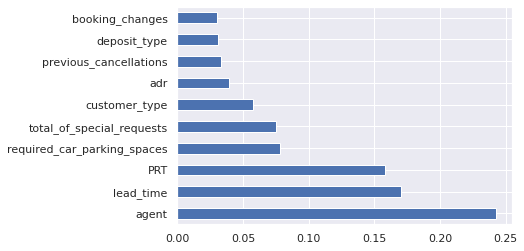 booking_changes
deposit_type
previous_cancellations
adr
customer_type
total_of_special_requests
required_car_parking_spaces
PRT
lead_time
agent
0.00 0.05 0.10 0.15 0.20 0.25